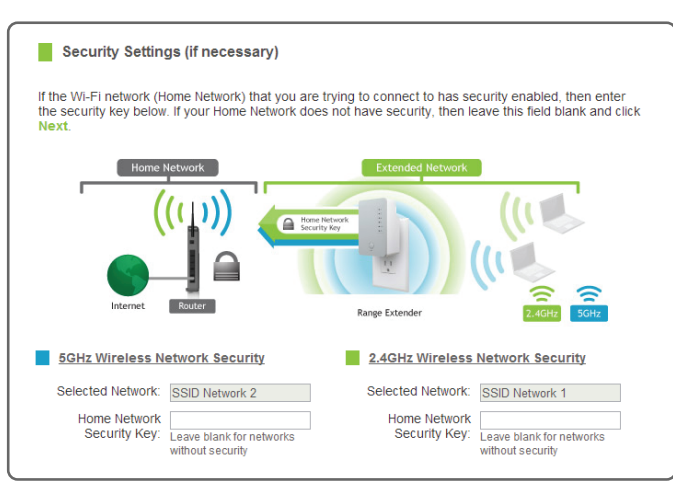 Security Settings (if necessary)
If the Wi-Fi network (Home Network) that you are trying to connect to has security enabled, then enter
the security key below. If your Home Network does not have security, then leave this field blank and click
Next.
Home Network
Extended Network
Home Network
Security Key
Internet
Router
Range Extender
2.4GHz
5GHz
5GHz Wireless Network Security
Selected Network: SSID Network 2
Home Network
Security Key:
Leave blank for networks
without security
2.4GHz Wireless Network Security
Selected Network: SSID Network 1
Home Network
Security Key:
Leave blank for networks
without security